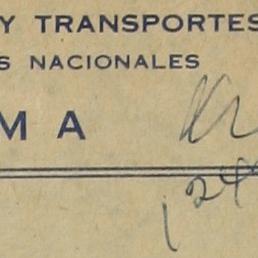 Y TRANSPORTES
S NACIONALES
M A